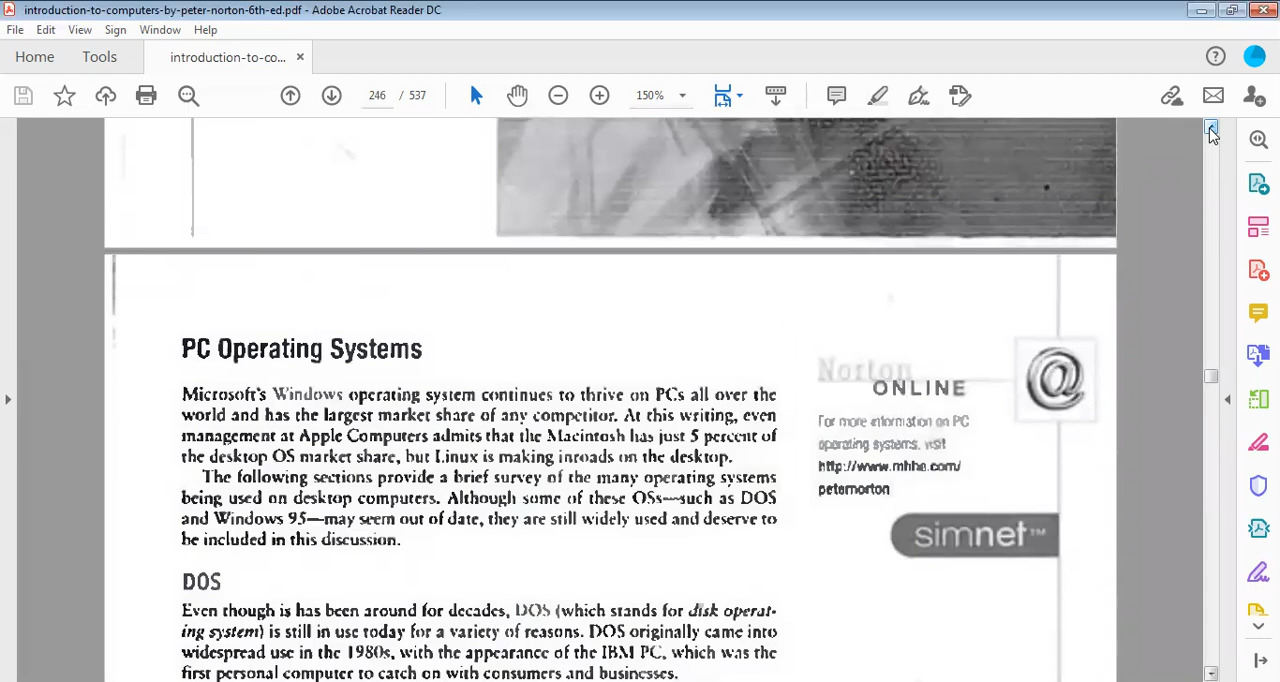 introduction-to-computers-by-peter-norton-6th-ed.pdf - Adobe Acrobat Reader DC
File Edit View Sign Window Help
Home Tools introduction-to-co... ×
246 / 537 150%
PC Operating Systems
Microsoft's Windows operating system continues to thrive on PCs all over the
world and has the largest market share of any competitor. At this writing, even
management at Apple Computers admits that the Macintosh has just 5 percent of
the desktop OS market share, but Linux is making inroads on the desktop.
The following sections provide a brief survey of the many operating systems
being used on desktop computers. Although some of these OSs—such as DOS
and Windows 95—may seem out of date, they are still widely used and deserve to
be included in this discussion.
DOS
Even though is has been around for decades, DOS (which stands for disk operat-
ing system) is still in use today for a variety of reasons. DOS originally came into
widespread use in the 1980s, with the appearance of the IBM PC, which was the
first personal computer to catch on with consumers and businesses.
Norton
ONLINE
@
For more information on PC
operating systems, visit
http://www.mhhe.com/
peternorton
simnet™